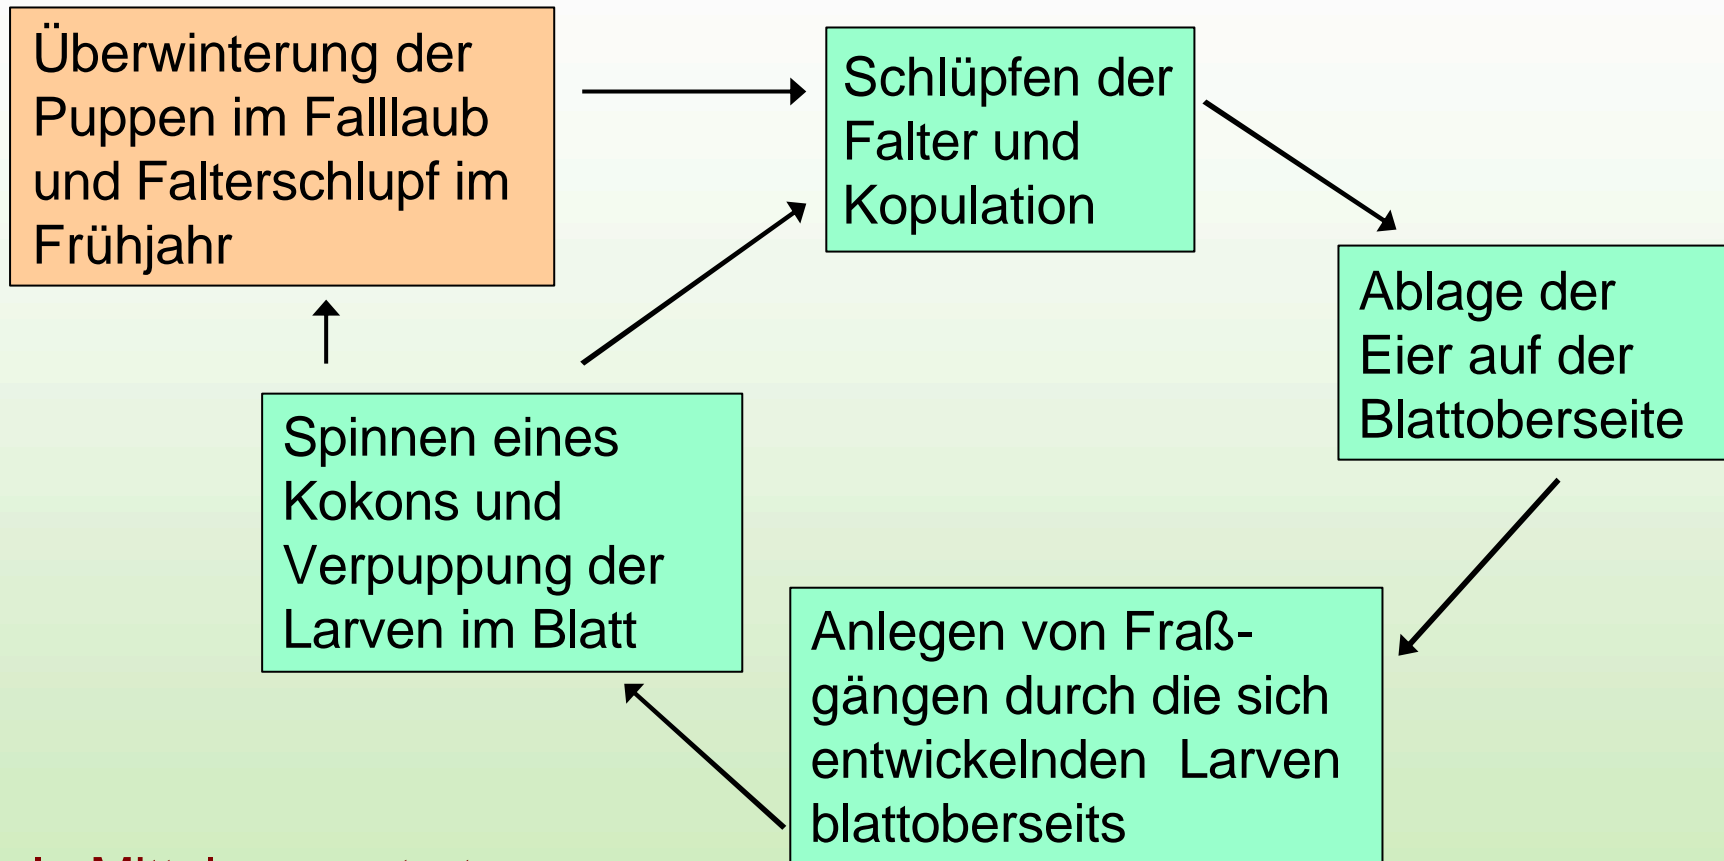 Überwinterung der
Puppen im Falllaub
und Falterschlupf im
Frühjahr
Schlüpfen der
Falter und
Kopulation
Ablage der
Eier auf der
Blattoberseite
Anlegen von Fraß-
gängen durch die sich
entwickelnden Larven
blattoberseits
Spinnen eines
Kokons und
Verpuppung der
Larven im Blatt